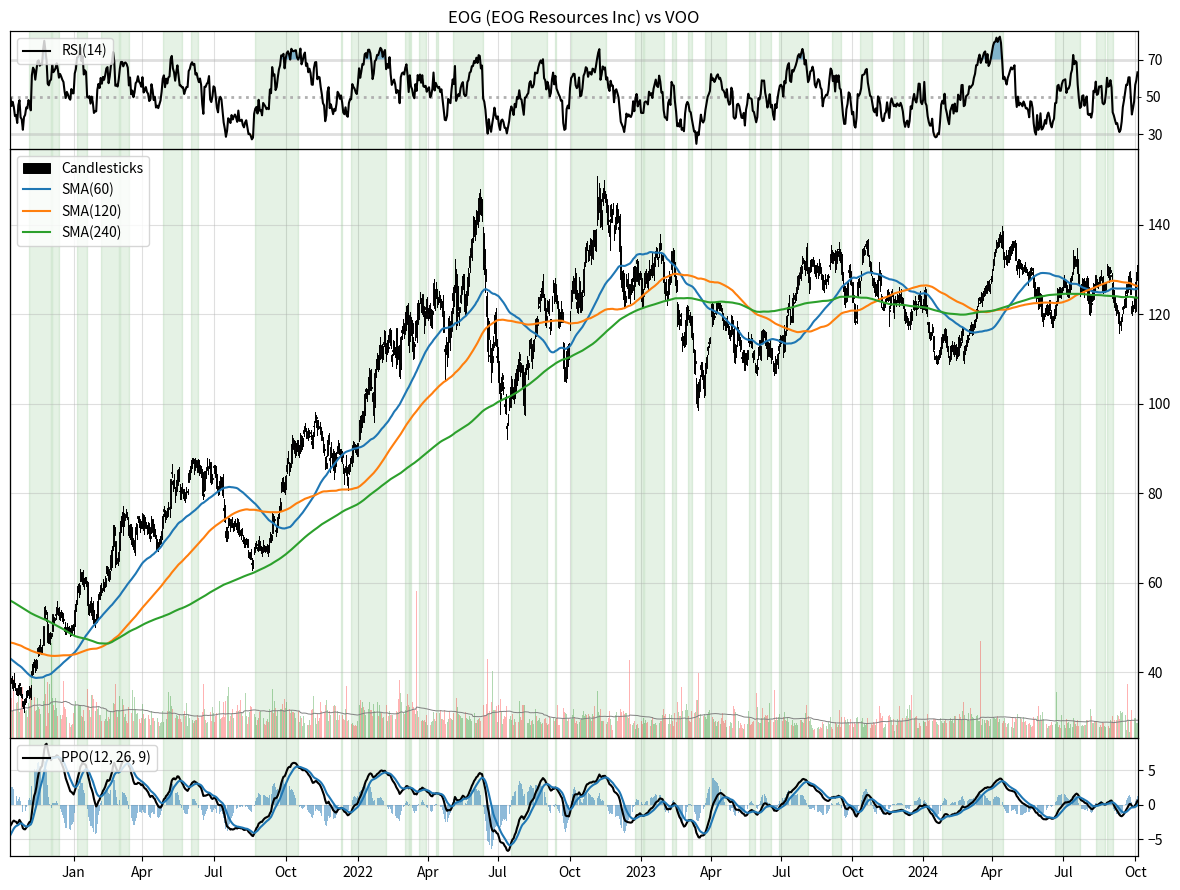 EOG (EOG Resources Inc) vs VOO
RSI(14)
70
50
30
Candlesticks
SMA(60)
SMA(120)
SMA(240)
140
120
100
80
60
40
PPO(12, 26, 9)
5
0
−5
Jan Apr Jul Oct 2022 Apr Jul Oct 2023 Apr Jul Oct 2024 Apr Jul Oct